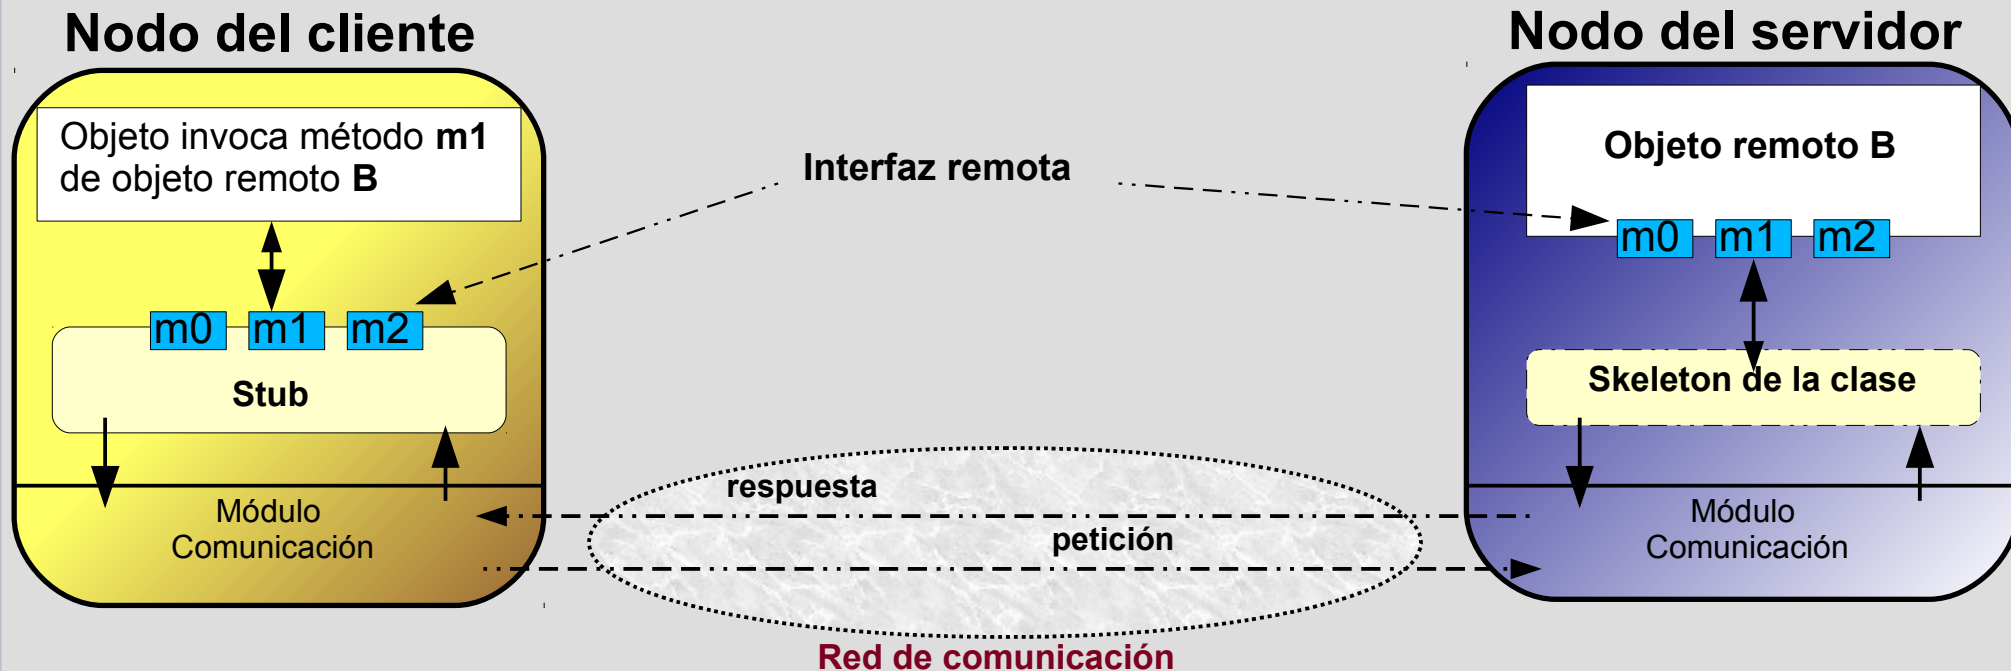 Nodo del cliente
Objeto invoca método m1
de objeto remoto B
m0 m1 m2
Stub
Módulo
Comunicación
Interfaz remota
respuesta
petición
Red de comunicación
Nodo del servidor
Objeto remoto B
m0 m1 m2
Skeleton de la clase
Módulo
Comunicación